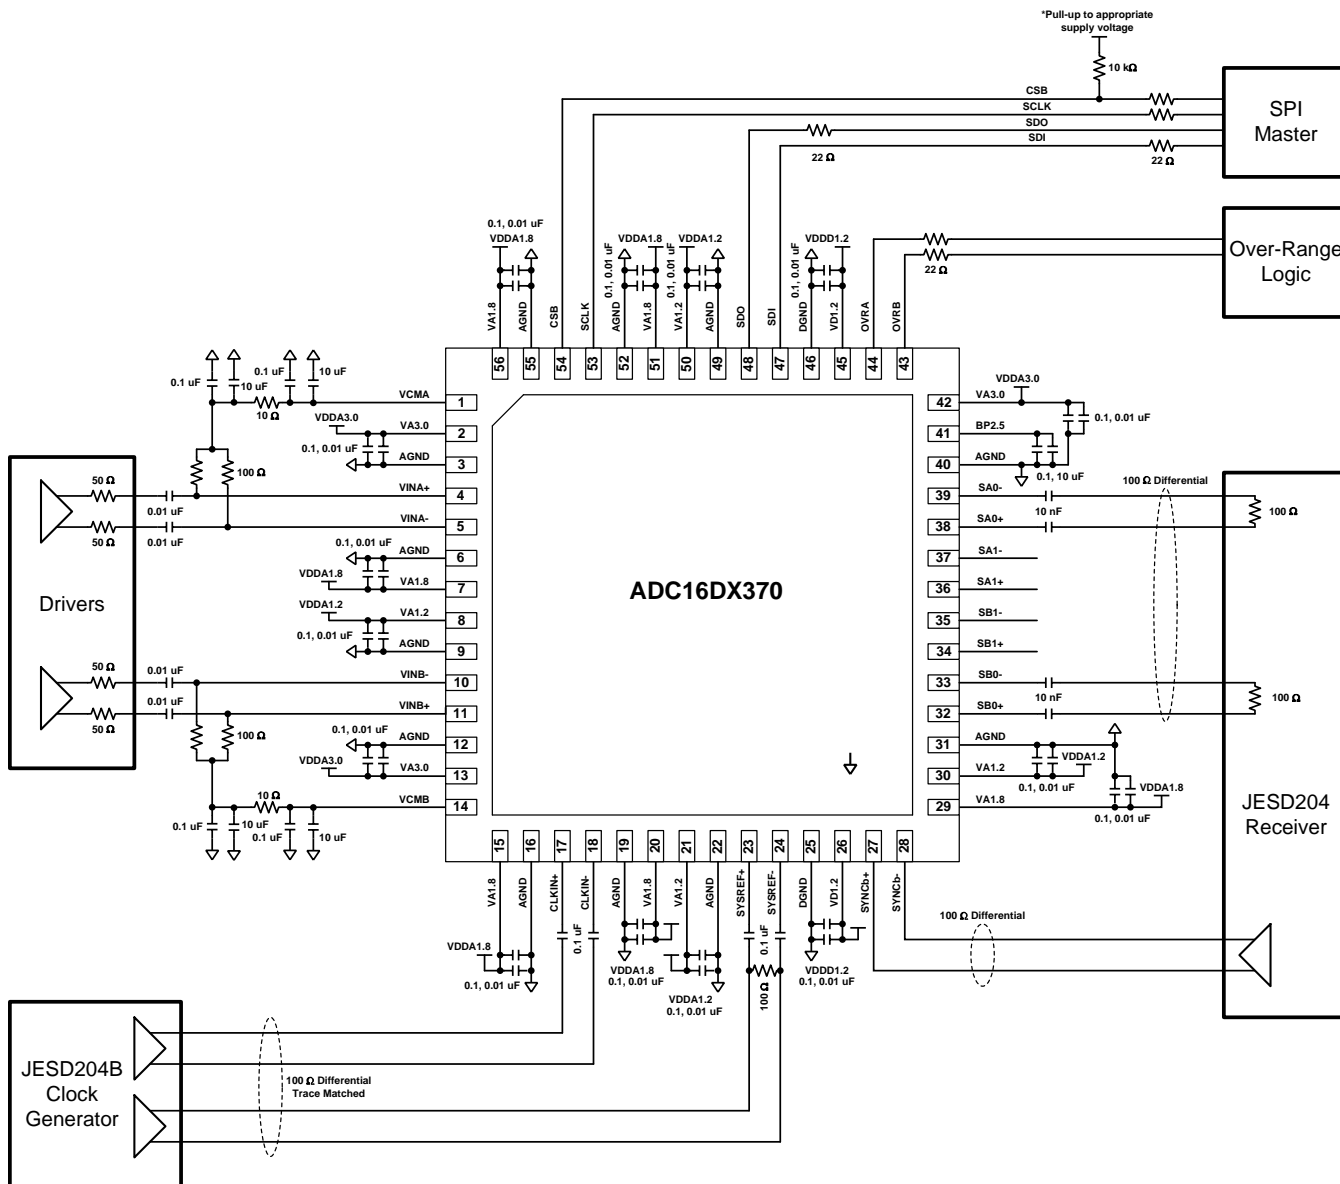 *Pull-up to appropriate
supply voltage
10 kΩ
CSB
SCLK
SDO
SDI
22 Ω
22 Ω
SPI
Master
Over-Range
Logic
22 Ω
0.1, 0.01 uF
VDDA1.8
0.1, 0.01 uF
VDDA1.8
0.1, 0.01 uF
VDDA1.2
0.1, 0.01 uF
VDDD1.2
VA1.8
AGND
CSB
SCLK
AGND
VA1.8
VA1.2
AGND
SDO
SDI
DGND
VD1.2
OVRA
OVRB
56
55
54
53
52
51
50
49
48
47
46
45
44
43
0.1 uF
10 uF
0.1 uF
10 uF
10 Ω
VCMA
1
VDDA3.0
VA3.0
2
0.1, 0.01 uF
AGND
3
100 Ω
Drivers
50 Ω
0.01 uF
VINA+
4
50 Ω
0.01 uF
VINA-
5
0.1, 0.01 uF
AGND
6
VDDA1.8
VA1.8
7
VDDA1.2
VA1.2
8
0.1, 0.01 uF
AGND
9
50 Ω
0.01 uF
VINB-
10
50 Ω
0.01 uF
VINB+
11
100 Ω
0.1, 0.01 uF
AGND
12
VDDA3.0
VA3.0
13
10 Ω
VCMB
14
0.1 uF
10 uF
0.1 uF
10 uF
ADC16DX370
VDDA3.0
42
VA3.0
0.1, 0.01 uF
41
BP2.5
40
AGND
0.1, 10 uF
100 Ω Differential
39
SA0-
10 nF
100 Ω
38
SA0+
37
SA1-
36
SA1+
35
SB1-
34
SB1+
33
SB0-
10 nF
100 Ω
32
SB0+
31
AGND
VDDA1.2
30
VA1.2
0.1, 0.01 uF
VDDA1.8
29
VA1.8
0.1, 0.01 uF
JESD204
Receiver
15
16
17
18
19
20
21
22
23
24
25
26
27
28
VA1.8
AGND
CLKIN+
CLKIN-
AGND
VA1.8
VA1.2
AGND
SYSREF+
SYSREF-
DGND
VD1.2
SYNCb+
SYNCb-
VDDA1.8
0.1, 0.01 uF
0.1 uF
VDDA1.8
0.1, 0.01 uF
VDDA1.2
0.1, 0.01 uF
0.1 uF
100 Ω
VDDD1.2
0.1, 0.01 uF
100 Ω Differential
JESD204B
Clock
Generator
100 Ω Differential
Trace Matched